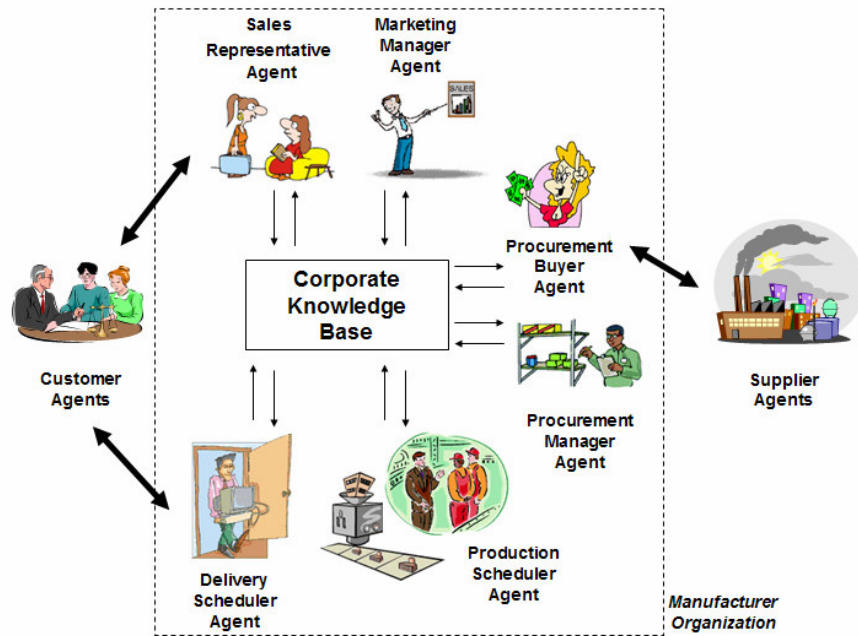 Sales
Representative
Agent
Marketing
Manager
Agent
SALES
Procurement
Buyer
Agent
Corporate
Knowledge
Base
Customer
Agents
Supplier
Agents
Procurement
Manager
Agent
Delivery
Scheduler
Agent
Production
Scheduler
Agent
Manufacturer
Organization